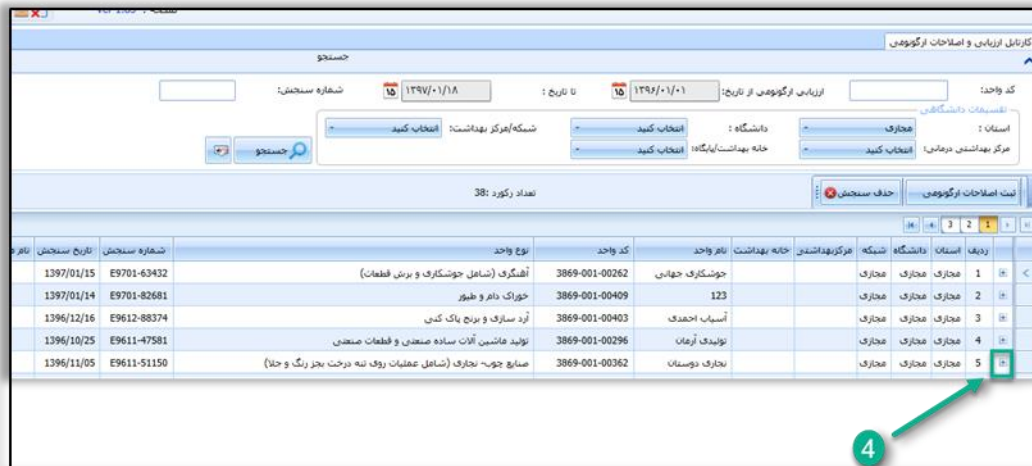 کارتابل ارزیابی و اصلاحات ارگونومی
جستجو
کد واحد: ارزیابی ارگونومی از تاریخ: ۱۳۹۶/۰۱/۰۱ تا تاریخ : ۱۳۹۷/۰۱/۱۸ شماره سنجش:
تقسیمات دانشگاهی
استان : مجازی دانشگاه : انتخاب کنید شبکه/مرکز بهداشت: انتخاب کنید
مرکز بهداشتی درمانی: انتخاب کنید خانه بهداشت/پایگاه: انتخاب کنید جستجو
ثبت اصلاحات ارگونومی حذف سنجش تعداد رکورد :38
1 2 3
ردیف استان دانشگاه شبکه مرکزبهداشتی خانه بهداشت نام واحد کد واحد نوع واحد شماره سنجش تاریخ سنجش
1 مجازی مجازی مجازی جوشکاری جهانی 3869-001-00262 آهنگری (شامل جوشکاری و برش قطعات) E9701-63432 1397/01/15
2 مجازی مجازی مجازی 123 3869-001-00409 خوراک دام و طیور E9701-82681 1397/01/14
3 مجازی مجازی مجازی آسیاب احمدی 3869-001-00403 آرد سازی و برنج پاک کنی E9612-88374 1396/12/16
4 مجازی مجازی مجازی تولیدی آرمان 3869-001-00296 تولید ماشین آلات ساده صنعتی و قطعات صنعتی E9611-47581 1396/10/25
5 مجازی مجازی مجازی نجاری دوستان 3869-001-00362 صنایع چوب- نجاری (شامل عملیات روی تنه درخت بجز رنگ و جلا) E9611-51150 1396/11/05
4